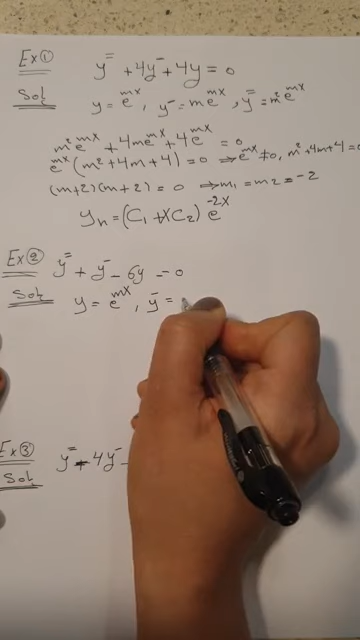 Ex① y̿ + 4y̅ + 4y = 0
Sol y = e^mx , y̅ = me^mx , y̿ = m²e^mx
m²e^mx + 4me^mx + 4e^mx = 0
e^mx (m² + 4m + 4) = 0 ⇒ e^mx ≠ 0, m² + 4m + 4 = 0
(m+2)(m+2) = 0 ⇒ m₁ = m₂ = -2
y_h = (C₁ + X C₂) e^-2x
Ex② y̿ + y̅ - 6y = 0
Sol y = e^mx , y̅ =
Ex③ y̿ - 4y̅ -
Sol